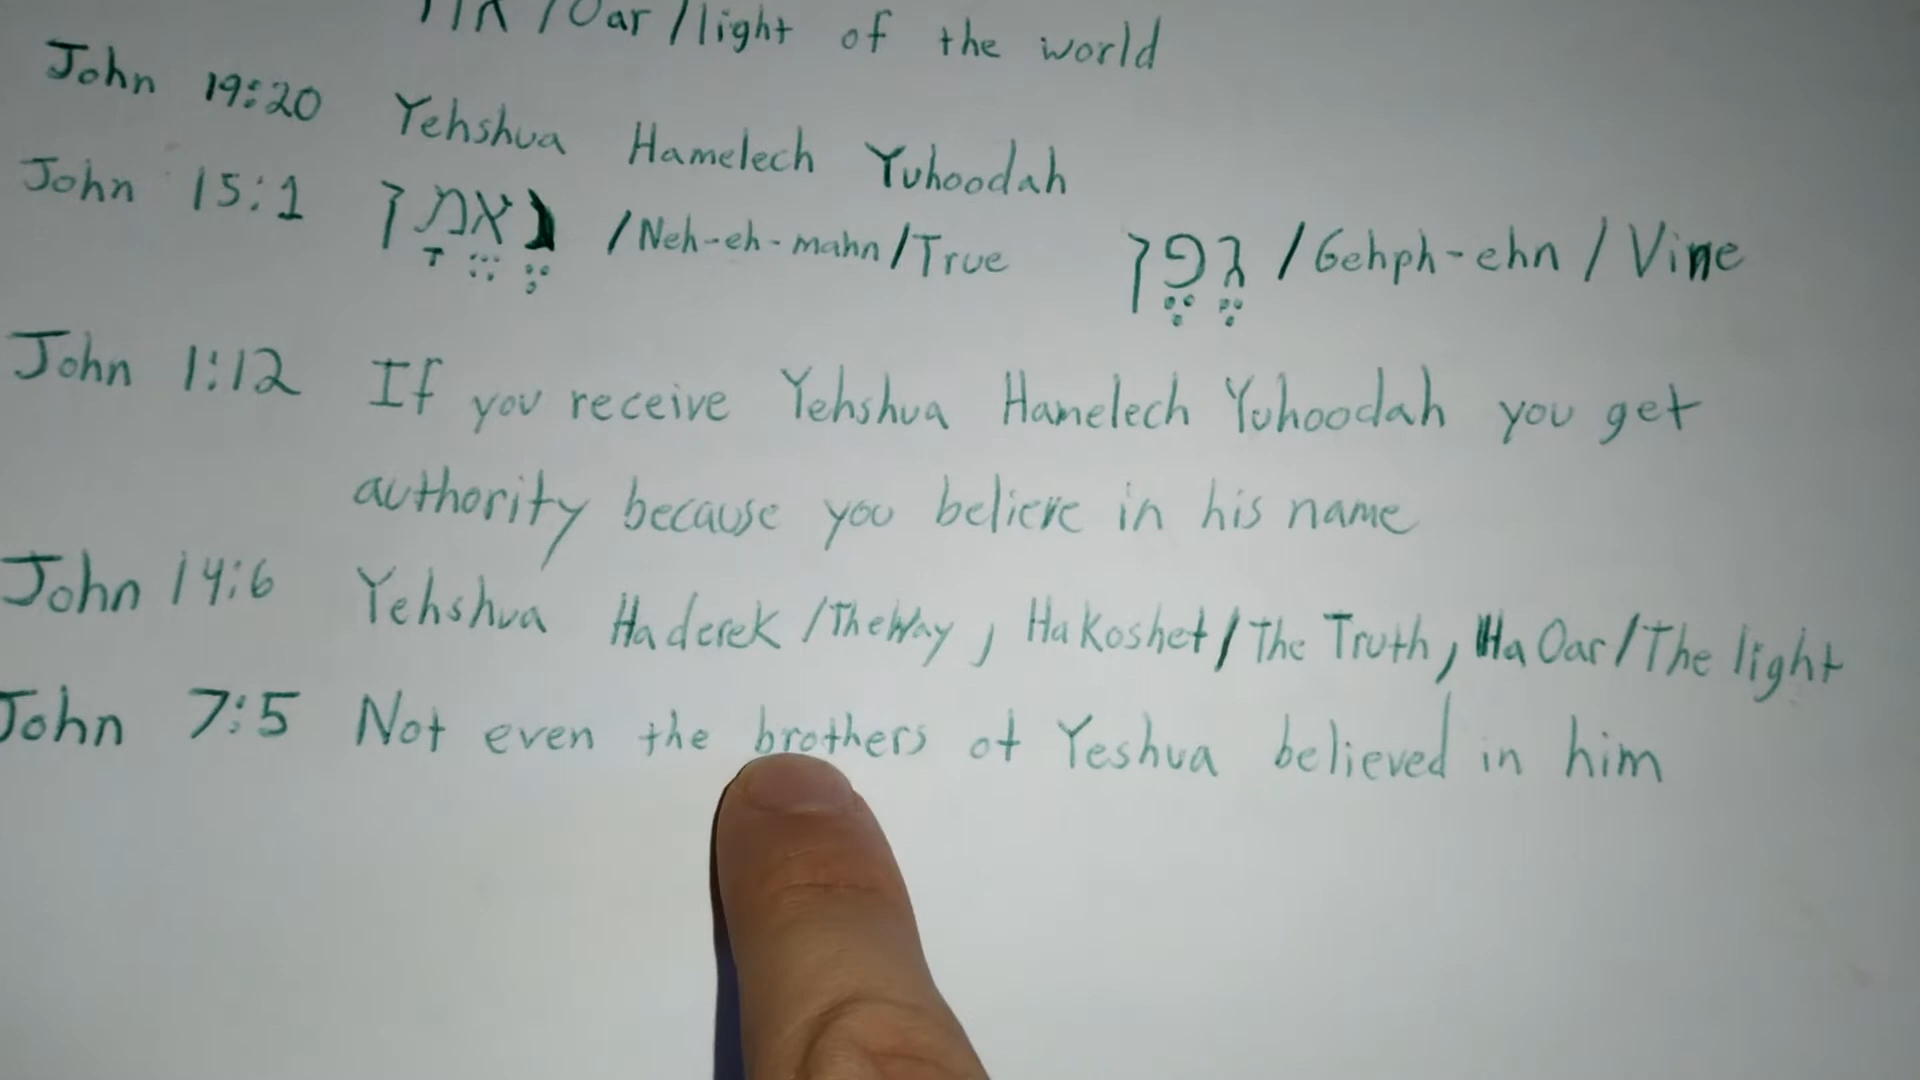 /Oar/light of the world
John 19:20 Yehshua Hamelech Yuhoodah
John 15:1 נֶאֱמָן /Neh-eh-mahn/True גֶפֶן /Gehph-ehn/Vine
John 1:12 If you receive Yehshua Hamelech Yuhoodah you get
authority because you believe in his name
John 14:6 Yehshua Haderek /TheWay, HaKoshet/The Truth, Ha Oar/The light
John 7:5 Not even the brothers of Yeshua believed in him